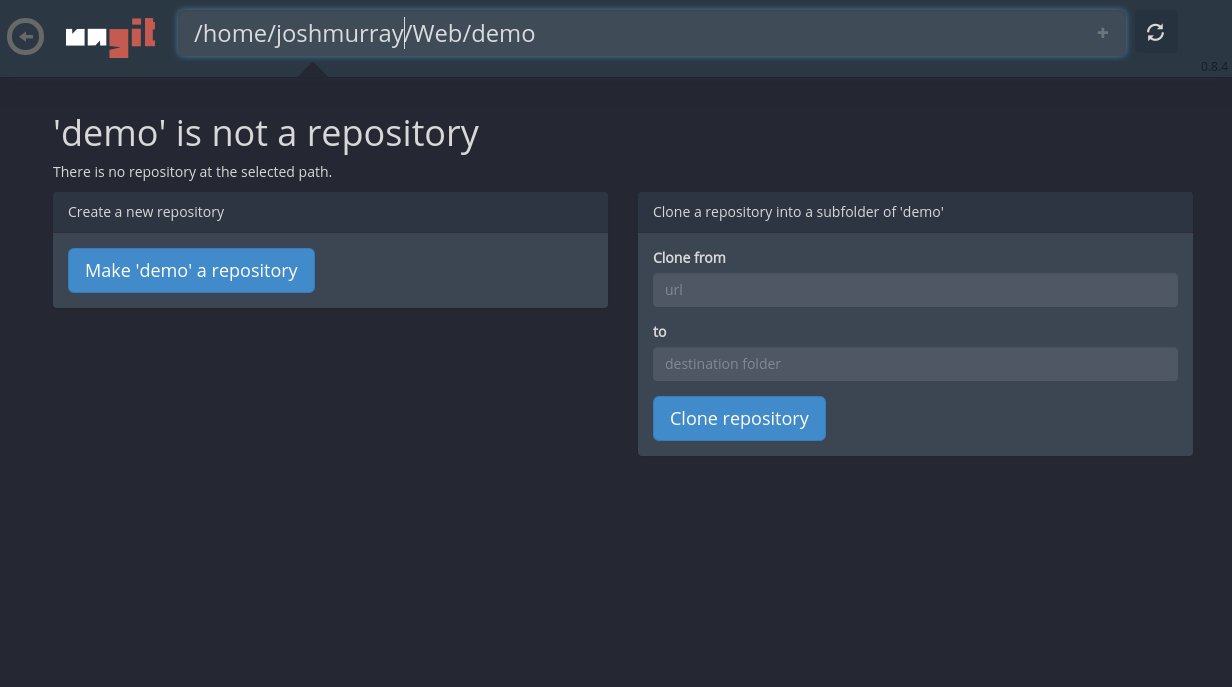 ungit
/home/joshmurray/Web/demo
0.8.4
'demo' is not a repository
There is no repository at the selected path.
Create a new repository
Make 'demo' a repository
Clone a repository into a subfolder of 'demo'
Clone from
url
to
destination folder
Clone repository